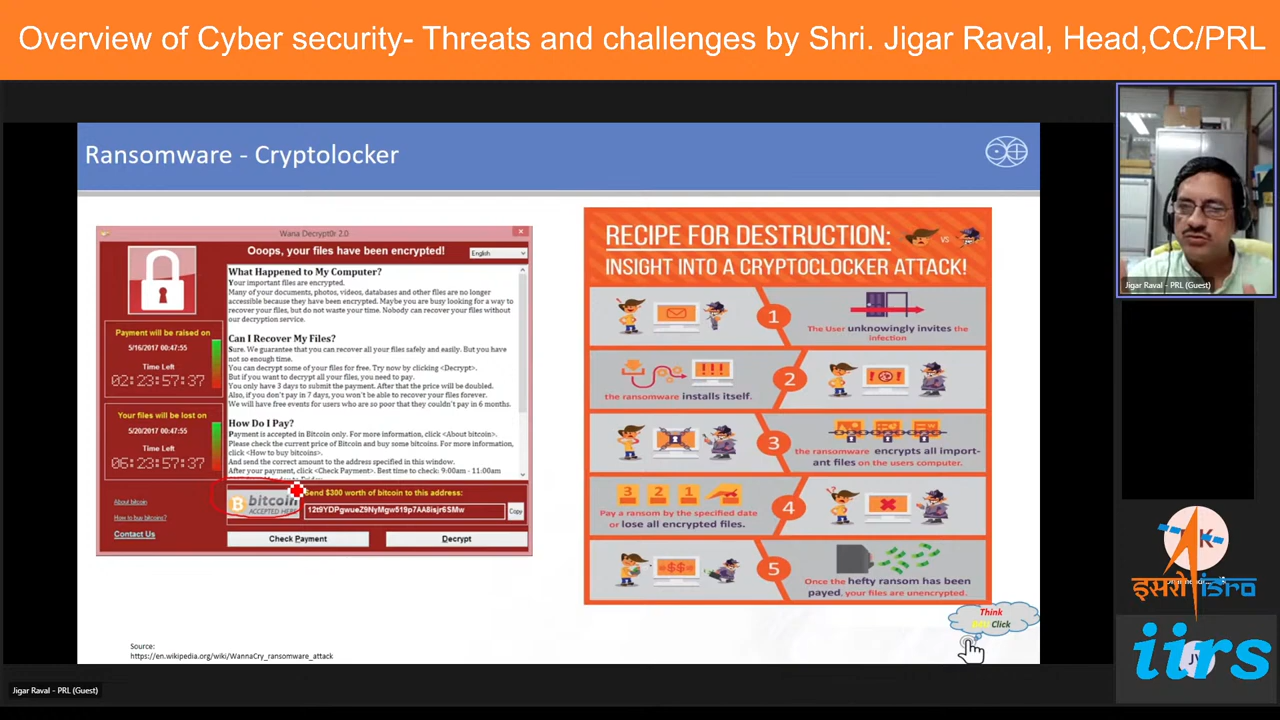 Overview of Cyber security- Threats and challenges by Shri. Jigar Raval, Head,CC/PRL
Ransomware - Cryptolocker
Wana Decrypt0r 2.0
Ooops, your files have been encrypted!
English
What Happened to My Computer?
Your important files are encrypted.
Many of your documents, photos, videos, databases and other files are no longer
accessible because they have been encrypted. Maybe you are busy looking for a way to
recover your files, but do not waste your time. Nobody can recover your files without
our decryption service.
Can I Recover My Files?
Sure. We guarantee that you can recover all your files safely and easily. But you have
not so enough time.
You can decrypt some of your files for free. Try now by clicking <Decrypt>.
But if you want to decrypt all your files, you need to pay.
You only have 3 days to submit the payment. After that the price will be doubled.
Also, if you don't pay in 7 days, you won't be able to recover your files forever.
We will have free events for users who are so poor that they couldn't pay in 6 months.
How Do I Pay?
Payment is accepted in Bitcoin only. For more information, click <About bitcoin>.
Please check the current price of Bitcoin and buy some bitcoins. For more information,
click <How to buy bitcoins>.
And send the correct amount to the address specified in this window.
After your payment, click <Check Payment>. Best time to check: 9:00am - 11:00am
Payment will be raised on
5/16/2017 00:47:55
Time Left
02:23:57:37
Your files will be lost on
5/20/2017 00:47:55
Time Left
06:23:57:37
About bitcoin
How to buy bitcoins?
Contact Us
bitcoin
ACCEPTED HERE
Send $300 worth of bitcoin to this address:
12t9YDPgwueZ9NyMgw519p7AA8isjr6SMw
Copy
Check Payment
Decrypt
RECIPE FOR DESTRUCTION:
VS
INSIGHT INTO A CRYPTOCLOCKER ATTACK!
1
The User unknowingly invites the
infection
2
!!!
the ransomware installs itself.
3
the ransomware encrypts all import-
ant files on the users computer.
3 2 1
4
Pay a ransom by the specified date
or lose all encrypted files.
5
$$
Once the hefty ransom has been
payed, your files are unencrypted.
Think
Click
Source:
https://en.wikipedia.org/wiki/WannaCry_ransomware_attack
Jigar Raval - PRL (Guest)
Jigar Raval - PRL (Guest)
K
इसरो isro
JY
iirs